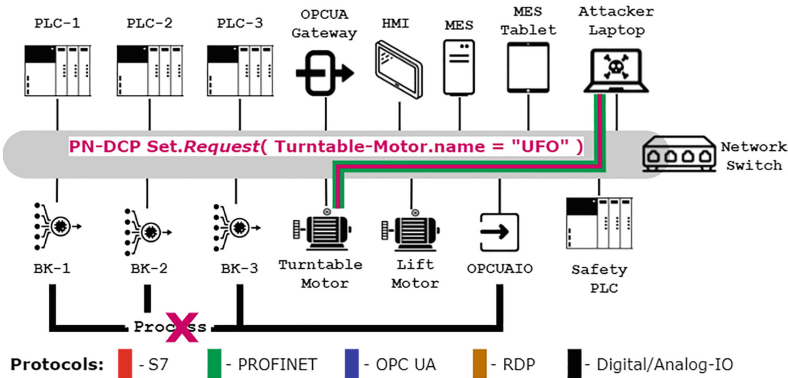 PLC-1 PLC-2 PLC-3 OPCUA Gateway HMI MES MES Tablet Attacker Laptop
PN-DCP Set.Request( Turntable-Motor.name = "UFO" )
Network Switch
BK-1 BK-2 BK-3 Turntable Motor Lift Motor OPCUAIO Safety PLC
Process
Protocols: - S7 - PROFINET - OPC UA - RDP - Digital/Analog-IO